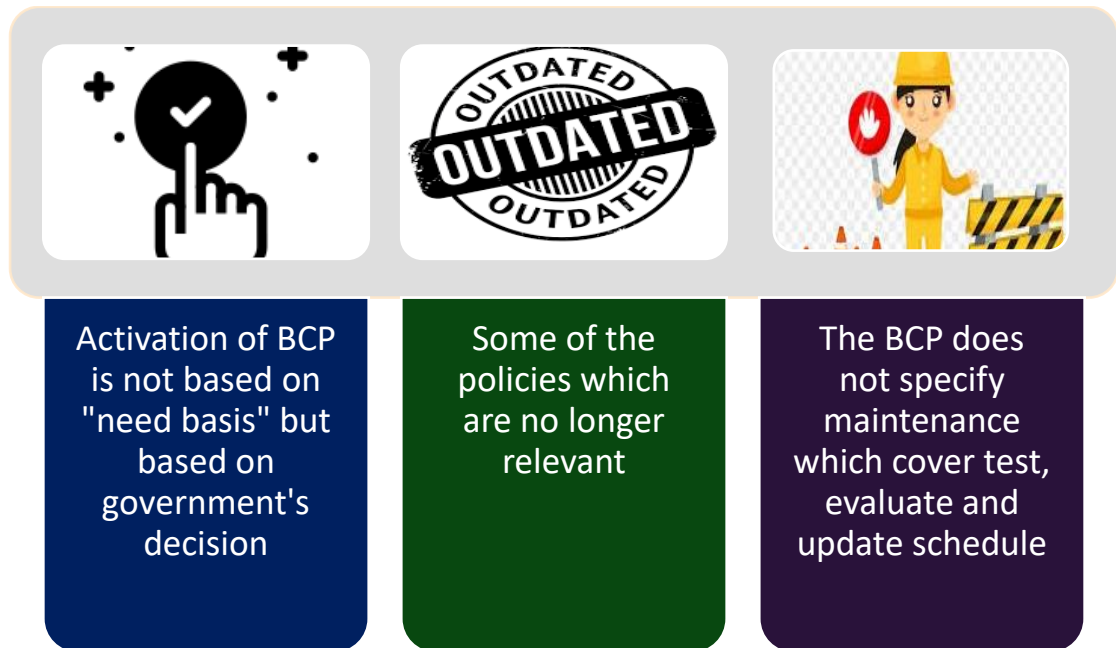 OUTDATED
OUTDATED
OUTDATED
Activation of BCP
is not based on
"need basis" but
based on
government's
decision
Some of the
policies which
are no longer
relevant
The BCP does
not specify
maintenance
which cover test,
evaluate and
update schedule